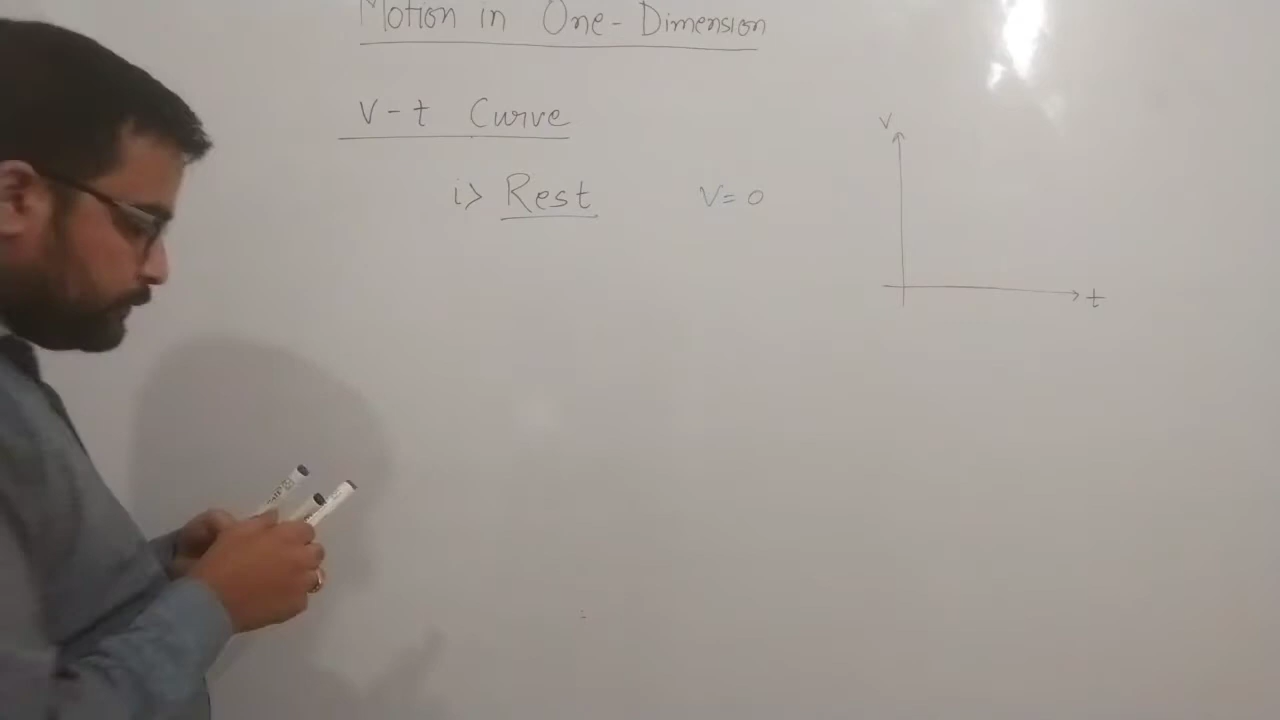 Motion in One - Dimension
V - t Curve
i> Rest V = 0
V
t